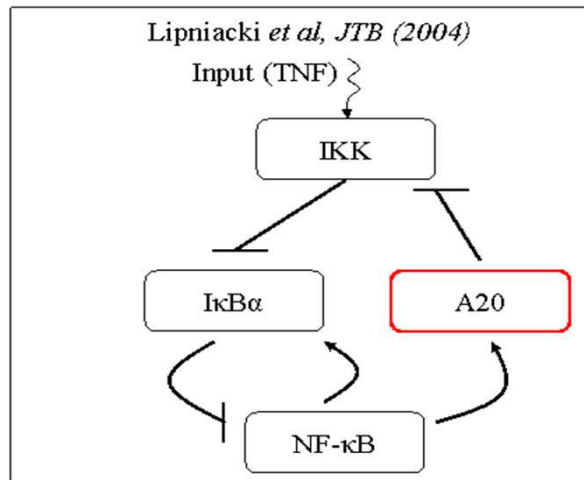 Lipniacki et al, JTB (2004)
Input (TNF)
IKK
IκBα
A20
NF-κB